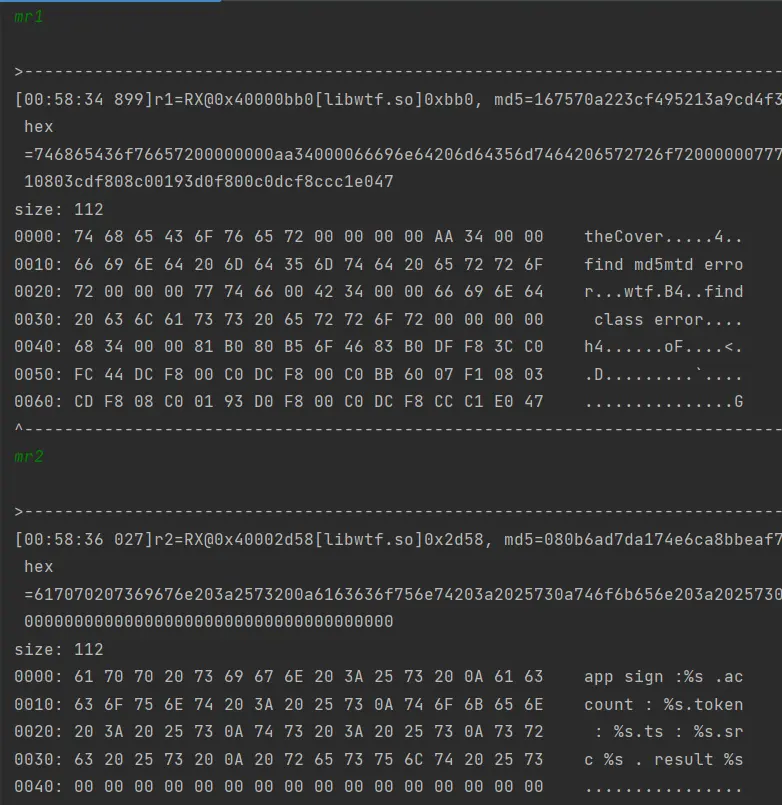 mr1
>-----------------------------------------------------------------------------
[00:58:34 899]r1=RX@0x40000bb0[libwtf.so]0xbb0, md5=167570a223cf495213a9cd4f3
hex
=746865436f76657200000000aa34000066696e64206d64356d7464206572726f7200000077​7
10803cdf808c00193d0f800c0dcf8ccc1e047
size: 112
0000: 74 68 65 43 6F 76 65 72 00 00 00 00 AA 34 00 00    theCover.....4..
0010: 66 69 6E 64 20 6D 64 35 6D 74 64 20 65 72 72 6F    find md5mtd erro
0020: 72 00 00 00 77 74 66 00 42 34 00 00 66 69 6E 64    r...wtf.B4..find
0030: 20 63 6C 61 73 73 20 65 72 72 6F 72 00 00 00 00     class error....
0040: 68 34 00 00 81 B0 80 B5 6F 46 83 B0 DF F8 3C C0    h4......oF....<.
0050: FC 44 DC F8 00 C0 DC F8 00 C0 BB 60 07 F1 08 03    .D.........`....
0060: CD F8 08 C0 01 93 D0 F8 00 C0 DC F8 CC C1 E0 47    ...............G
^-----------------------------------------------------------------------------
mr2
>-----------------------------------------------------------------------------
[00:58:36 027]r2=RX@0x40002d58[libwtf.so]0x2d58, md5=080b6ad7da174e6ca8bbeaf7
hex
=617070207369676e203a2573200a6163636f756e74203a2025730a746f6b656e203a20257​30
0000000000000000000000000000000000000
size: 112
0000: 61 70 70 20 73 69 67 6E 20 3A 25 73 20 0A 61 63    app sign :%s .ac
0010: 63 6F 75 6E 74 20 3A 20 25 73 0A 74 6F 6B 65 6E    count : %s.token
0020: 20 3A 20 25 73 0A 74 73 20 3A 20 25 73 0A 73 72     : %s.ts : %s.sr
0030: 63 20 25 73 20 0A 20 72 65 73 75 6C 74 20 25 73    c %s . result %s
0040: 00 00 00 00 00 00 00 00 00 00 00 00 00 00 00 00    ................